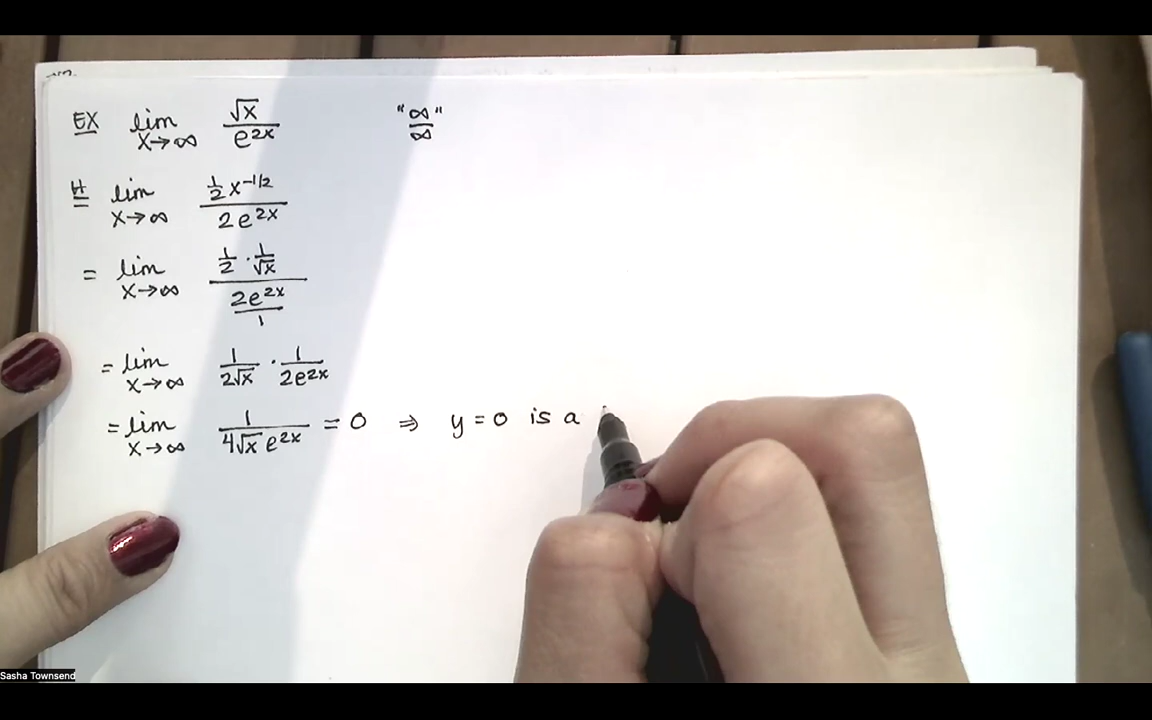 EX lim x→∞ √x / e^2x "∞/∞"
H= lim x→∞ ½ x^-1/2 / 2e^2x
= lim x→∞ (½ · 1/√x) / (2e^2x / 1)
= lim x→∞ 1/2√x · 1/2e^2x
= lim x→∞ 1 / 4√x e^2x = 0 ⇒ y = 0 is a
Sasha Townsend